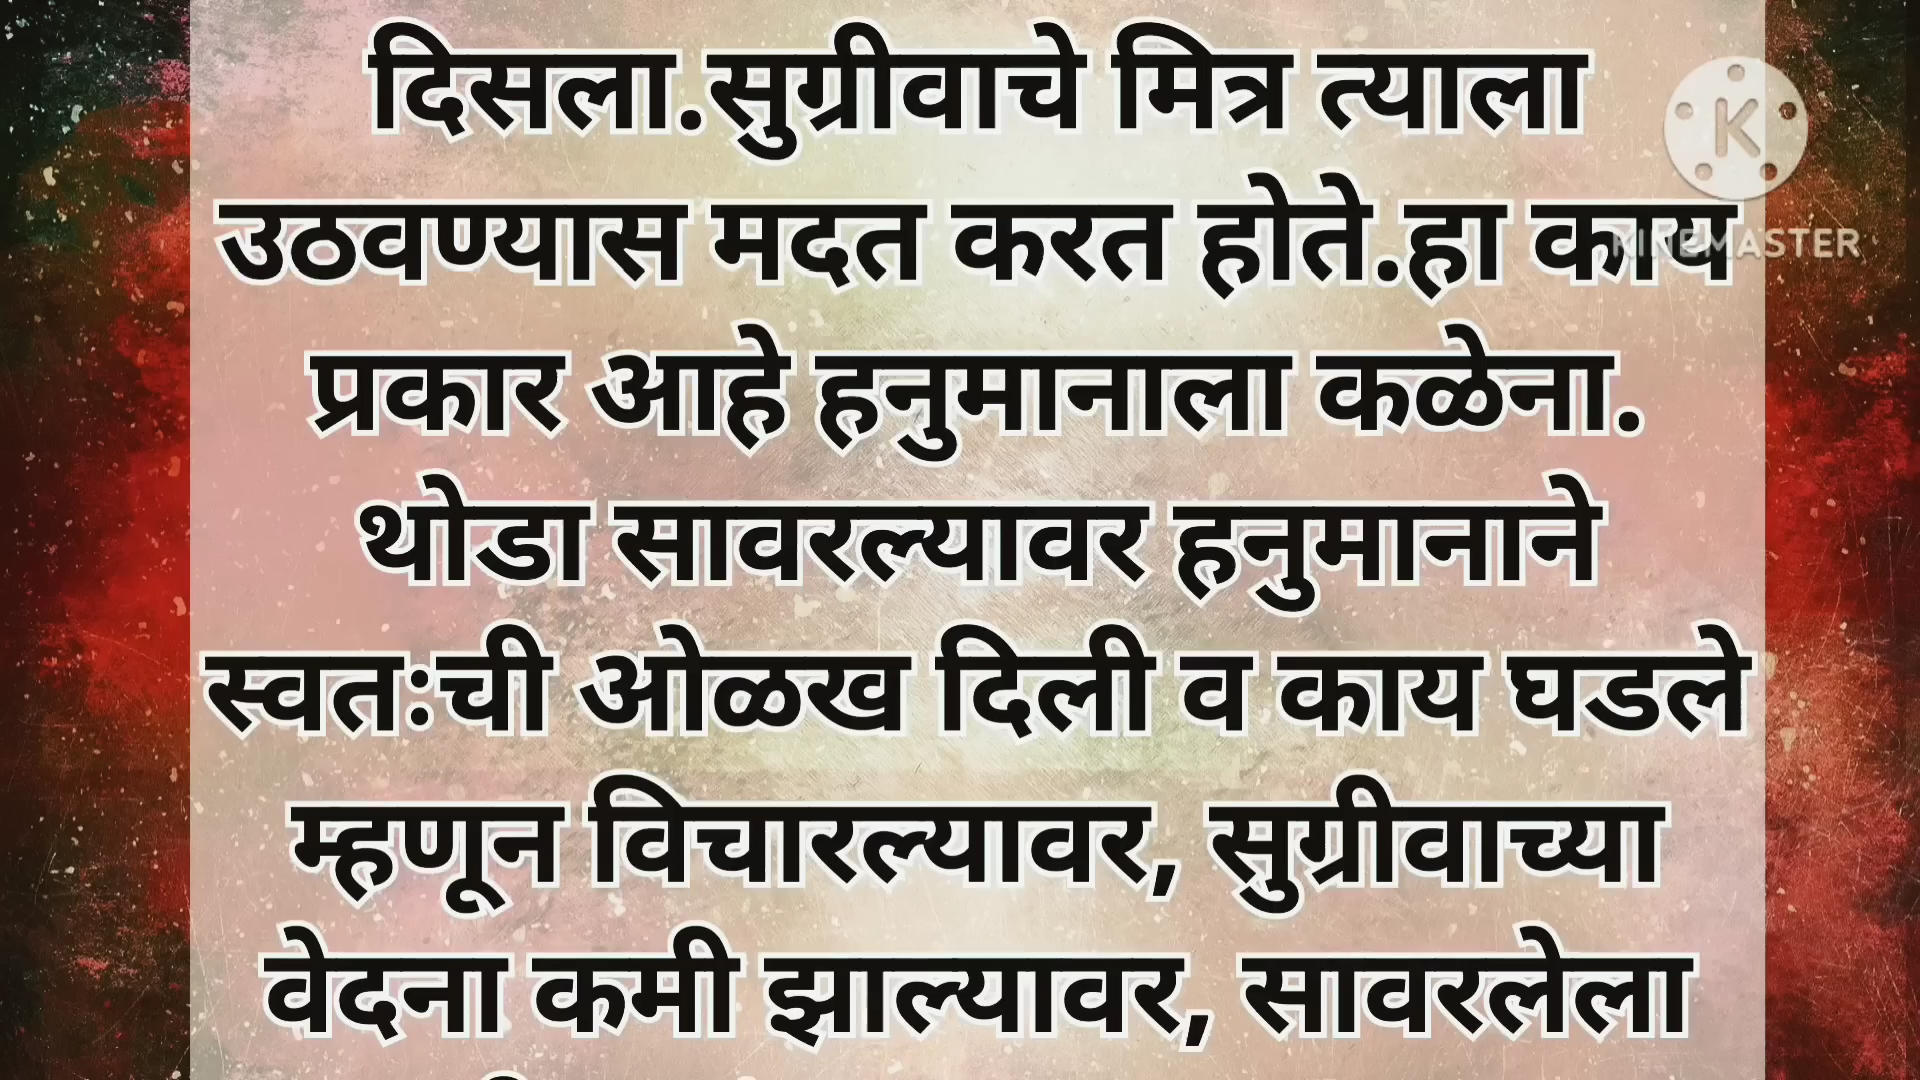 दिसला.सुग्रीवाचे मित्र त्याला
उठवण्यास मदत करत होते.हा काय
प्रकार आहे हनुमानाला कळेना.
थोडा सावरल्यावर हनुमानाने
स्वतःची ओळख दिली व काय घडले
म्हणून विचारल्यावर, सुग्रीवाच्या
वेदना कमी झाल्यावर, सावरलेला
K
KINEMASTER